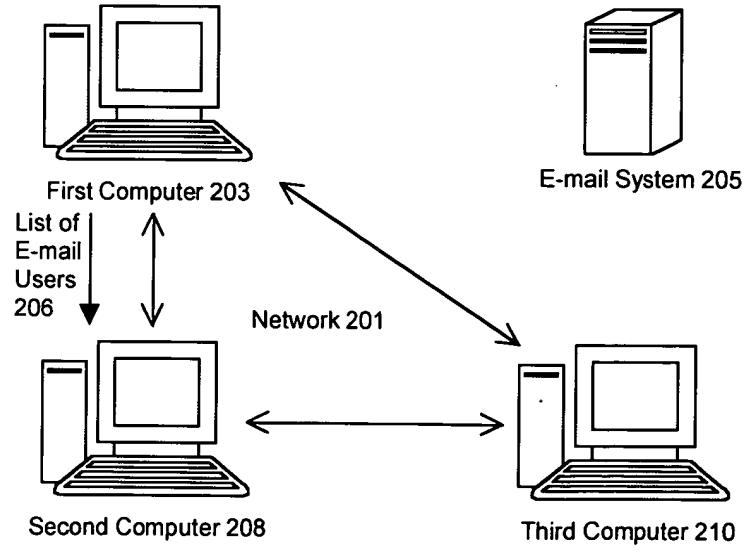 First Computer 203
E-mail System 205
List of
E-mail
Users
206
Network 201
Second Computer 208
Third Computer 210